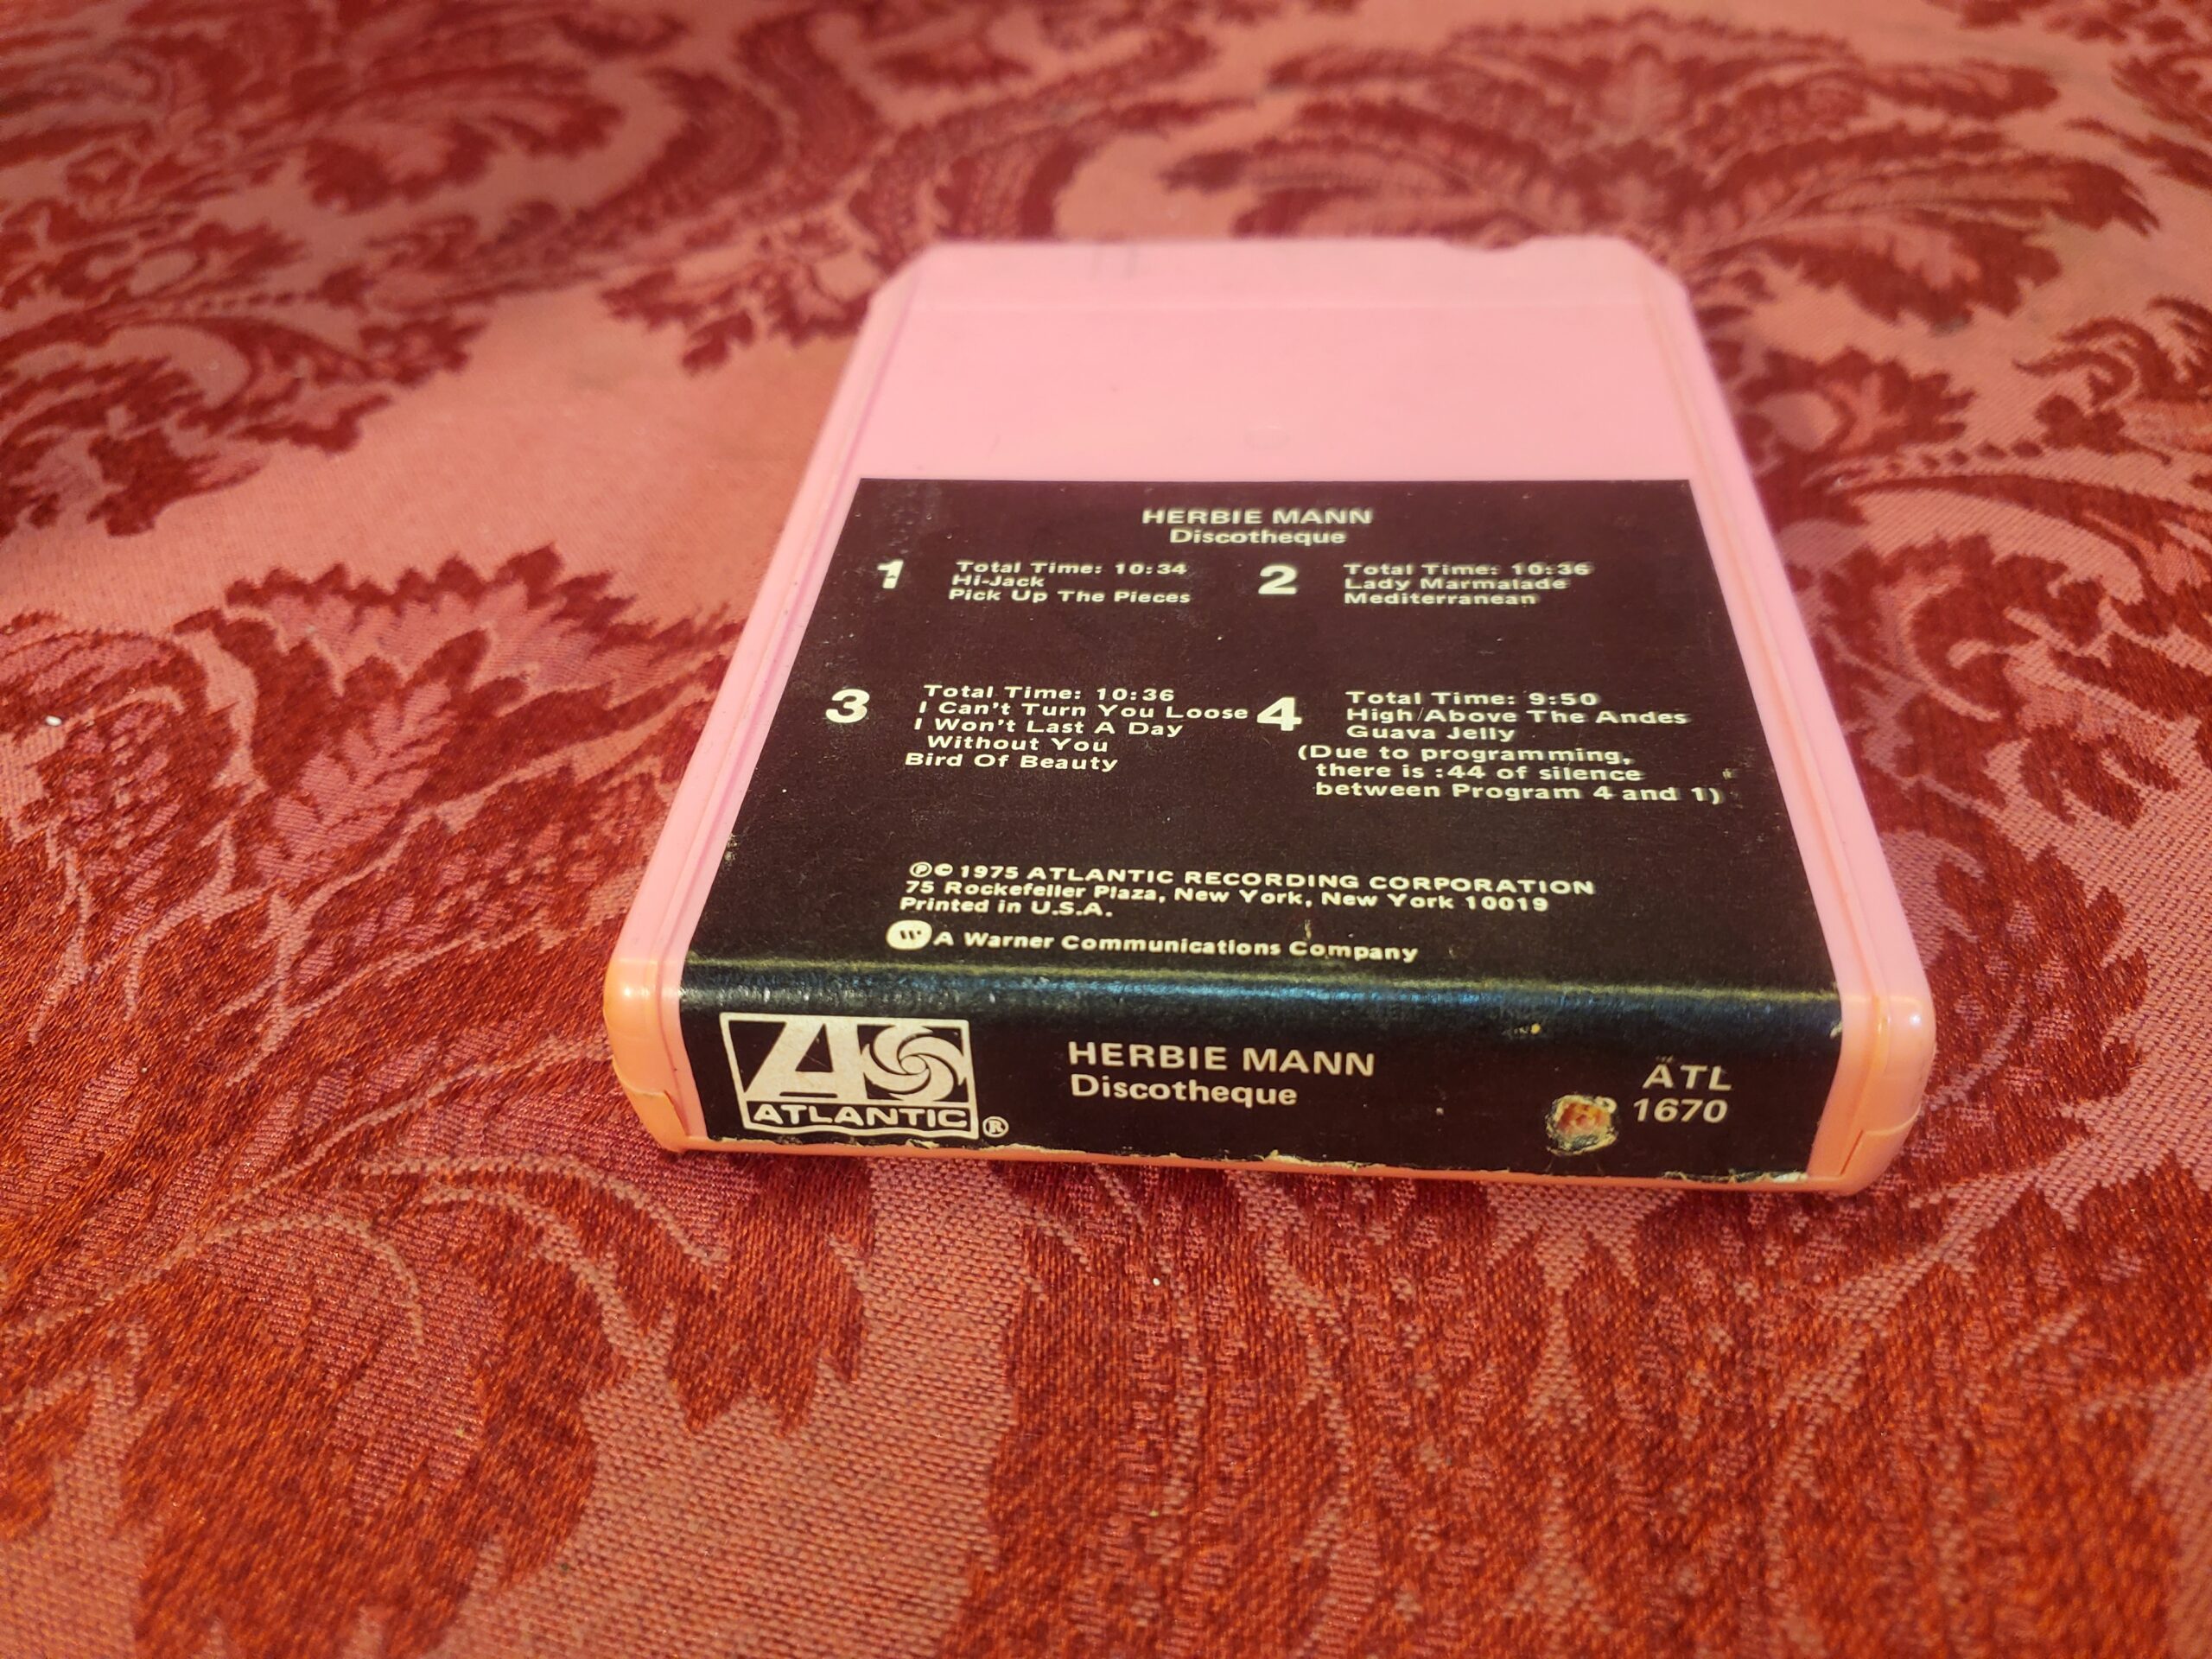 HERBIE MANN
Discotheque
1
Total Time: 10:34
Hi-Jack
Pick Up The Pieces
2
Total Time: 10:36
Lady Marmalade
Mediterranean
3
Total Time: 10:36
I Can't Turn You Loose
I Won't Last A Day
Without You
Bird Of Beauty
4
Total Time: 9:50
High Above The Andes
Guava Jelly
(Due to programming,
there is :44 of silence
between Program 4 and 1)
℗© 1975 ATLANTIC RECORDING CORPORATION
75 Rockefeller Plaza, New York, New York 10019
Printed in U.S.A.
A Warner Communications Company
ATLANTIC ®
HERBIE MANN
Discotheque
ATL
1670